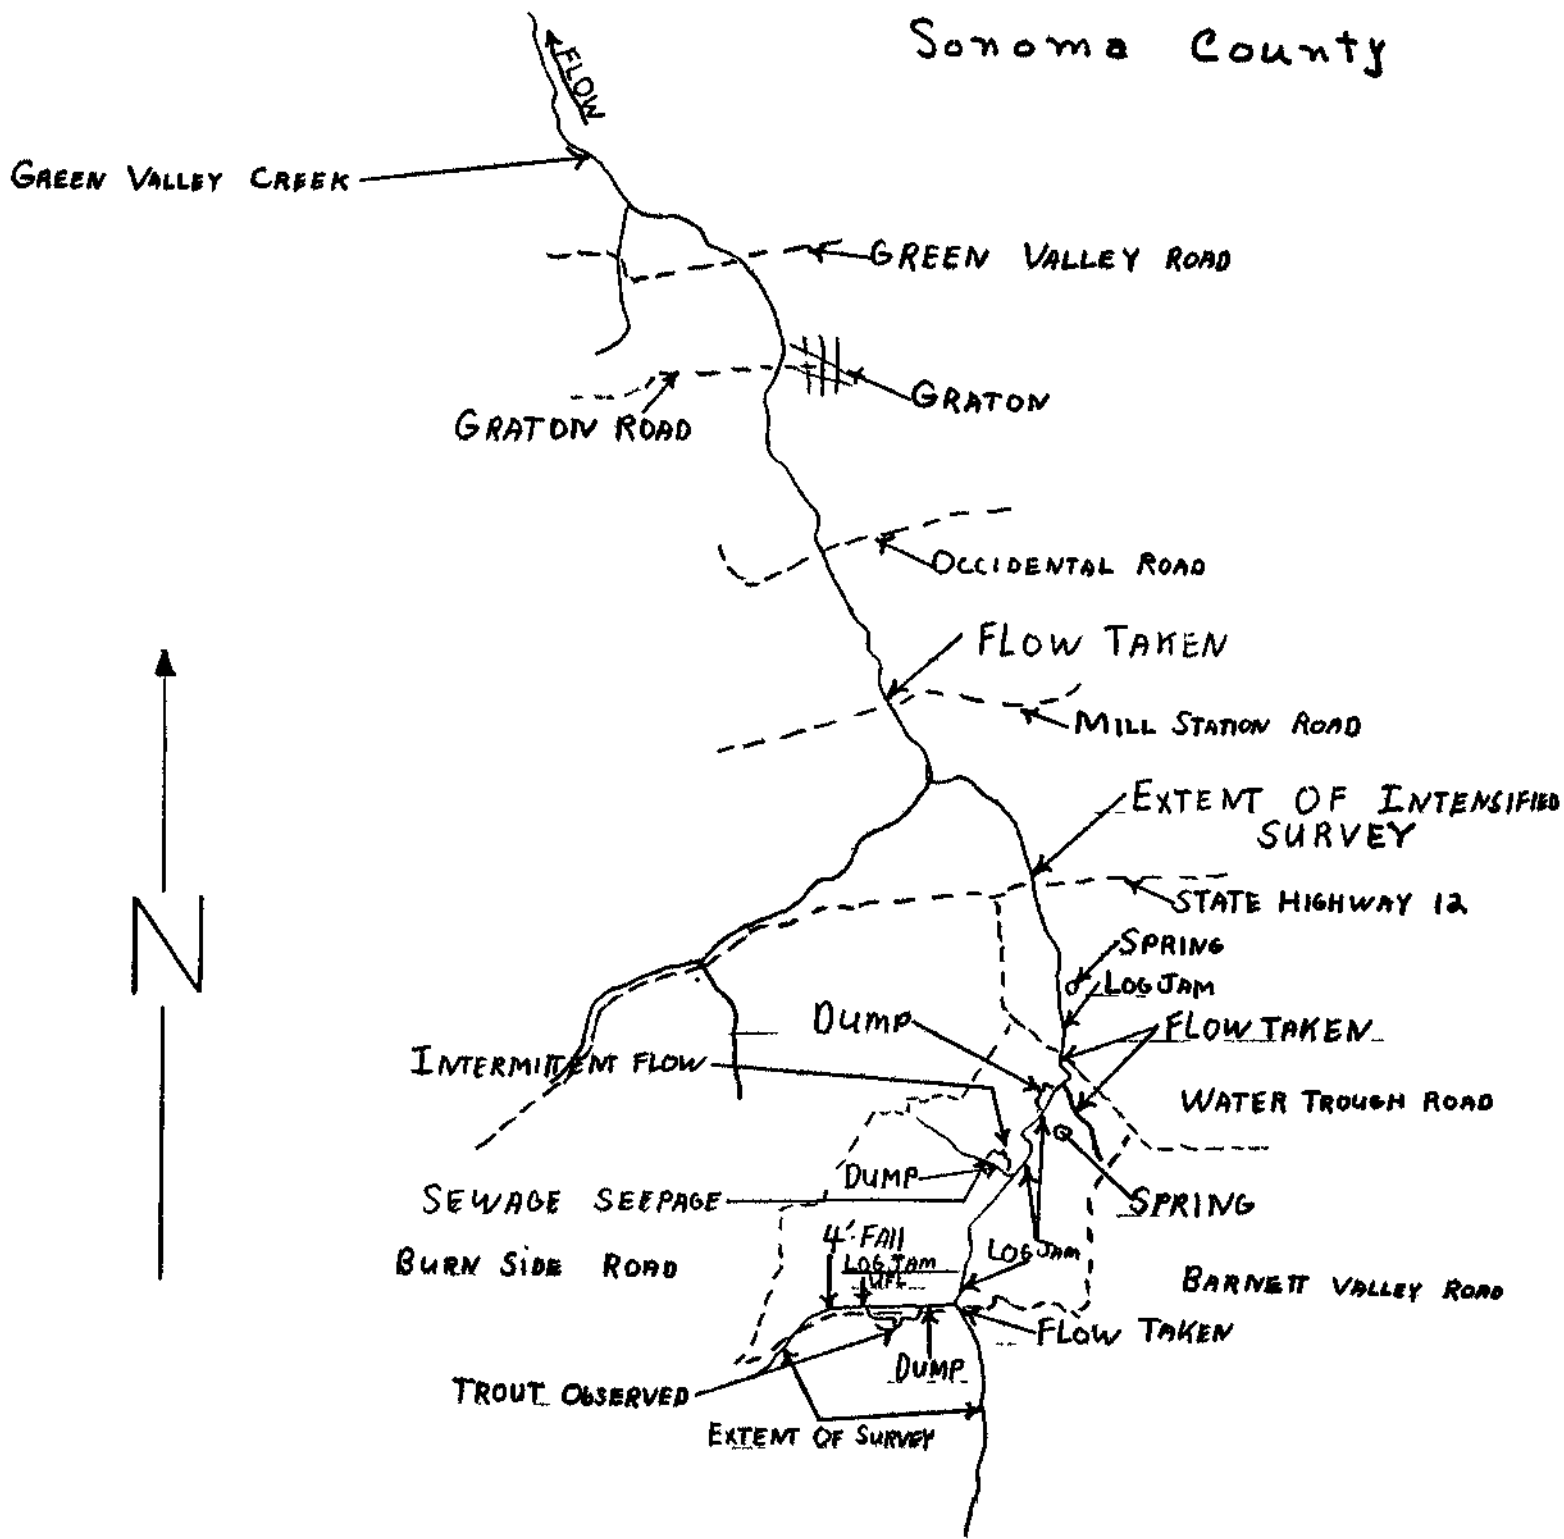 Sonoma County
FLOW
GREEN VALLEY CREEK
GREEN VALLEY ROAD
GRATON
GRATON ROAD
OCCIDENTAL ROAD
FLOW TAKEN
MILL STATION ROAD
EXTENT OF INTENSIFIED
SURVEY
STATE HIGHWAY 12
N
SPRING
LOG JAM
DUMP
FLOW TAKEN
INTERMITTENT FLOW
WATER TROUGH ROAD
DUMP
SEWAGE SEEPAGE
SPRING
4' FALL
LOG JAM
BURN SIDE ROAD
LOG JAM
UFL
BARNETT VALLEY ROAD
FLOW TAKEN
DUMP
TROUT OBSERVED
EXTENT OF SURVEY